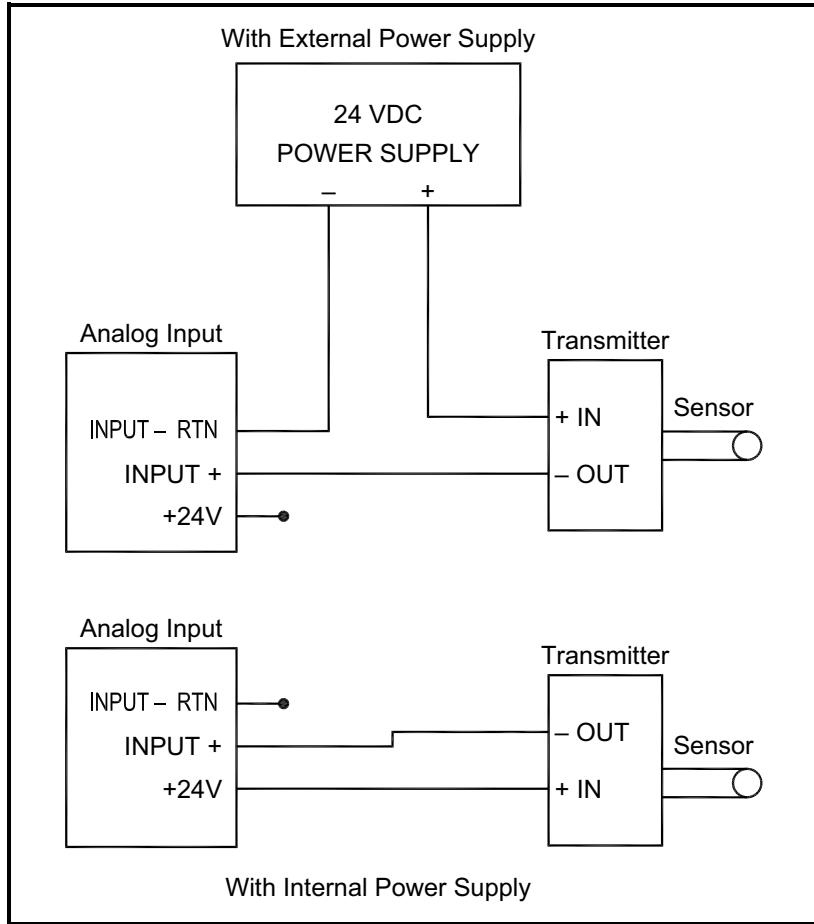 With External Power Supply
24 VDC
POWER SUPPLY
– +
Analog Input
INPUT – RTN
INPUT +
+24V
Transmitter
+ IN
– OUT
Sensor
Analog Input
INPUT – RTN
INPUT +
+24V
Transmitter
– OUT
+ IN
Sensor
With Internal Power Supply